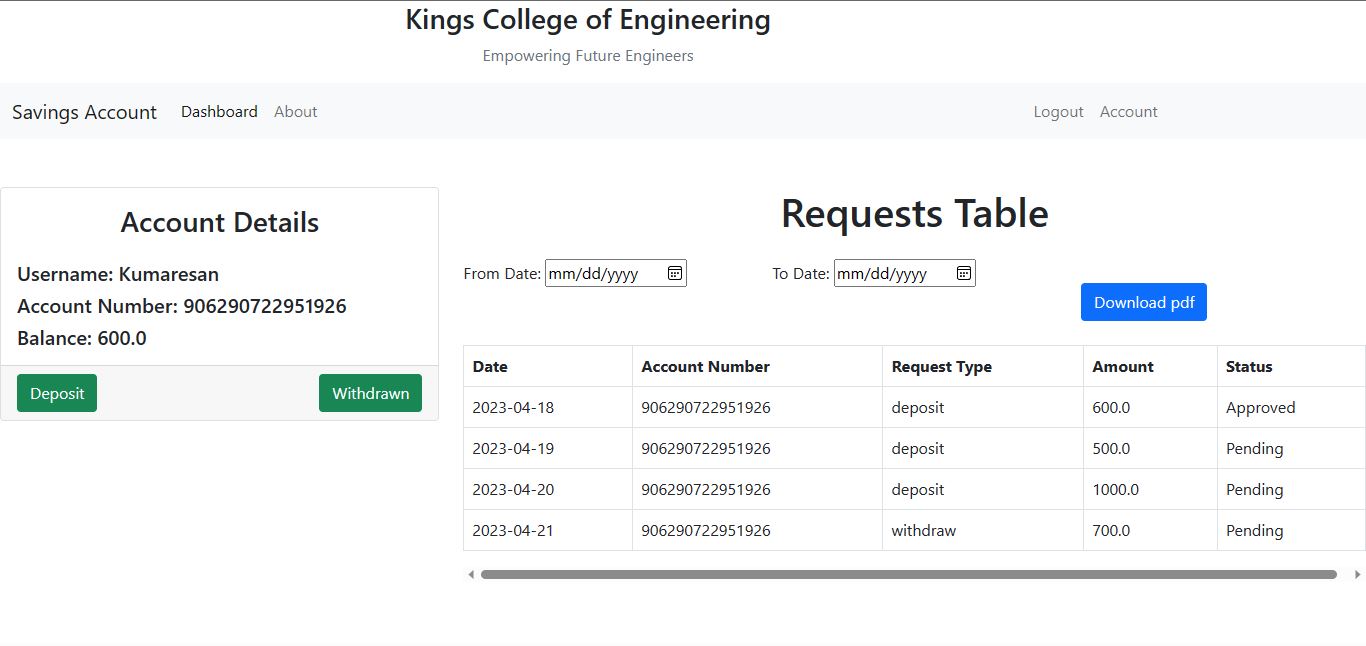 Kings College of Engineering
Empowering Future Engineers
Savings Account Dashboard About Logout Account
Account Details
Username: Kumaresan
Account Number: 906290722951926
Balance: 600.0
Deposit Withdrawn
Requests Table
From Date: mm/dd/yyyy To Date: mm/dd/yyyy
Download pdf
Date Account Number Request Type Amount Status
2023-04-18 906290722951926 deposit 600.0 Approved
2023-04-19 906290722951926 deposit 500.0 Pending
2023-04-20 906290722951926 deposit 1000.0 Pending
2023-04-21 906290722951926 withdraw 700.0 Pending